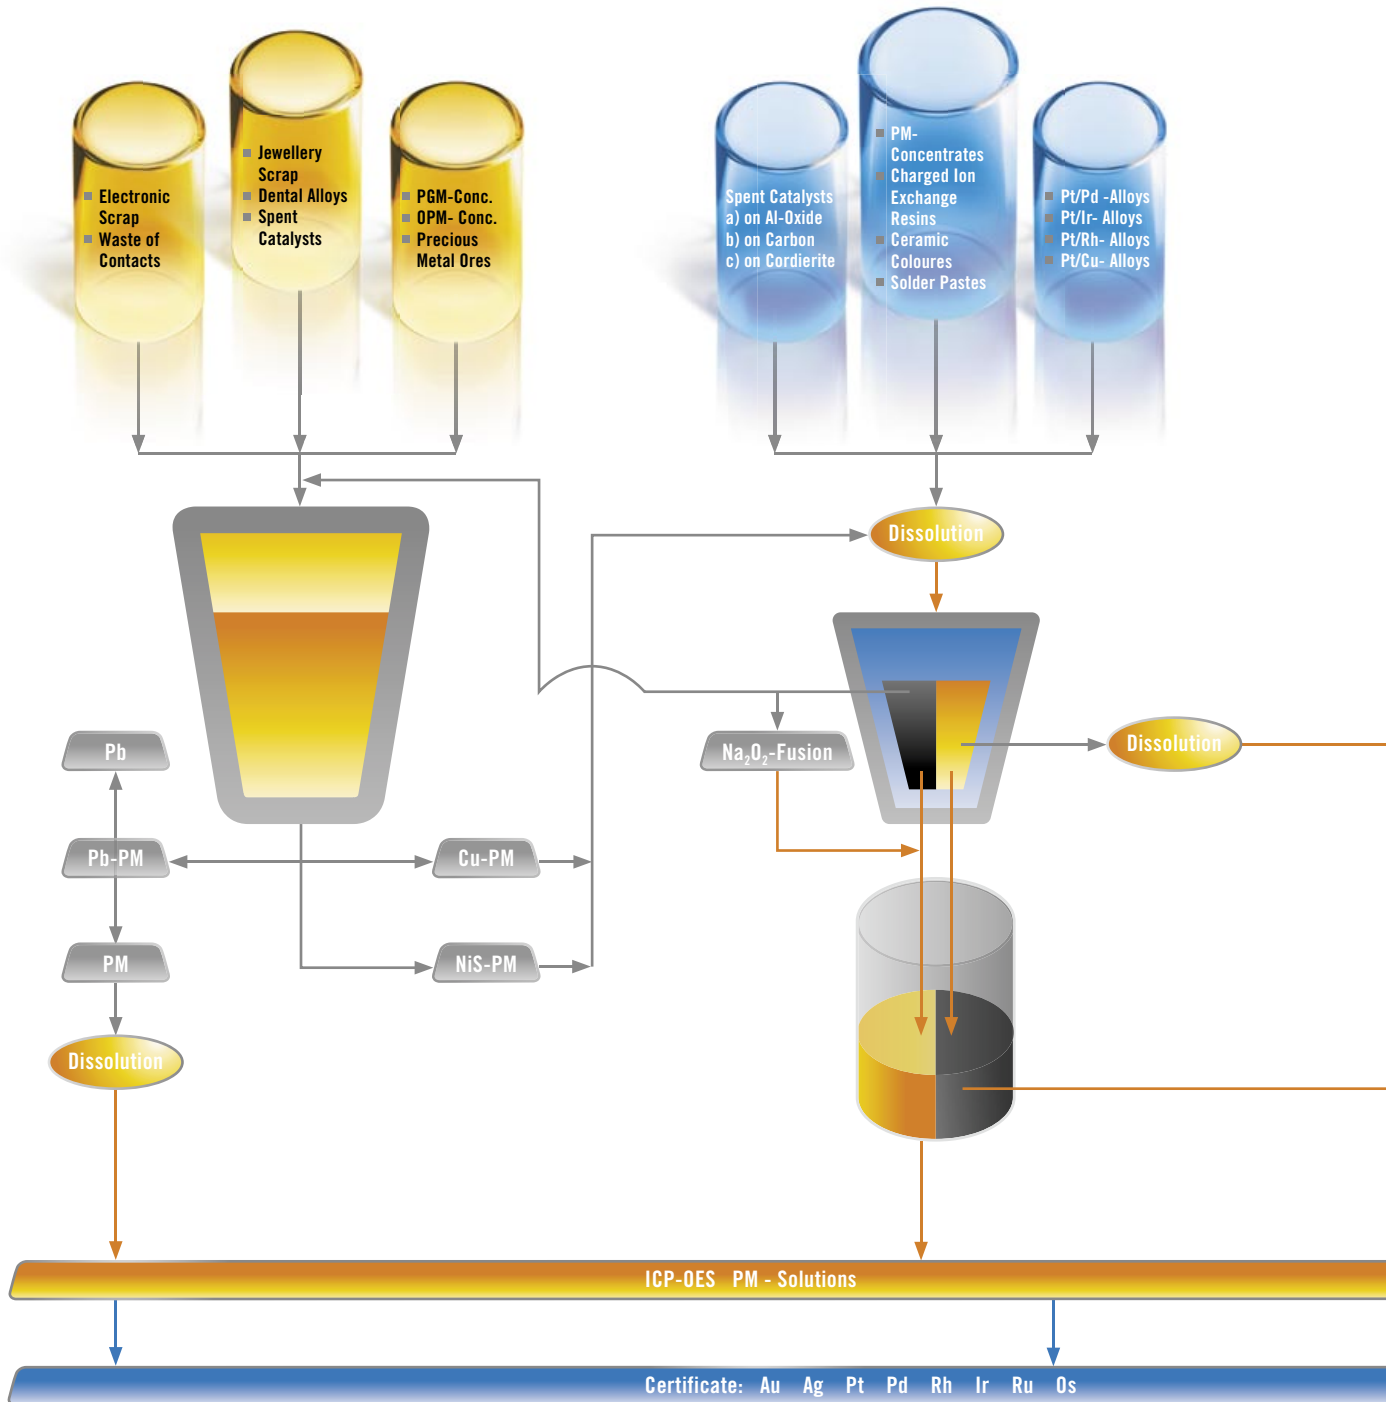 Electronic
Scrap
Waste of
Contacts
Jewellery
Scrap
Dental Alloys
Spent
Catalysts
PGM-Conc.
OPM- Conc.
Precious
Metal Ores
Spent Catalysts
a) on Al-Oxide
b) on Carbon
c) on Cordierite
PM-
Concentrates
Charged Ion
Exchange
Resins
Ceramic
Coloures
Solder Pastes
Pt/Pd -Alloys
Pt/Ir- Alloys
Pt/Rh- Alloys
Pt/Cu- Alloys
Dissolution
Pb
Na₂O₂-Fusion
Dissolution
Pb-PM
Cu-PM
PM
NiS-PM
Dissolution
ICP-OES PM - Solutions
Certificate: Au Ag Pt Pd Rh Ir Ru Os